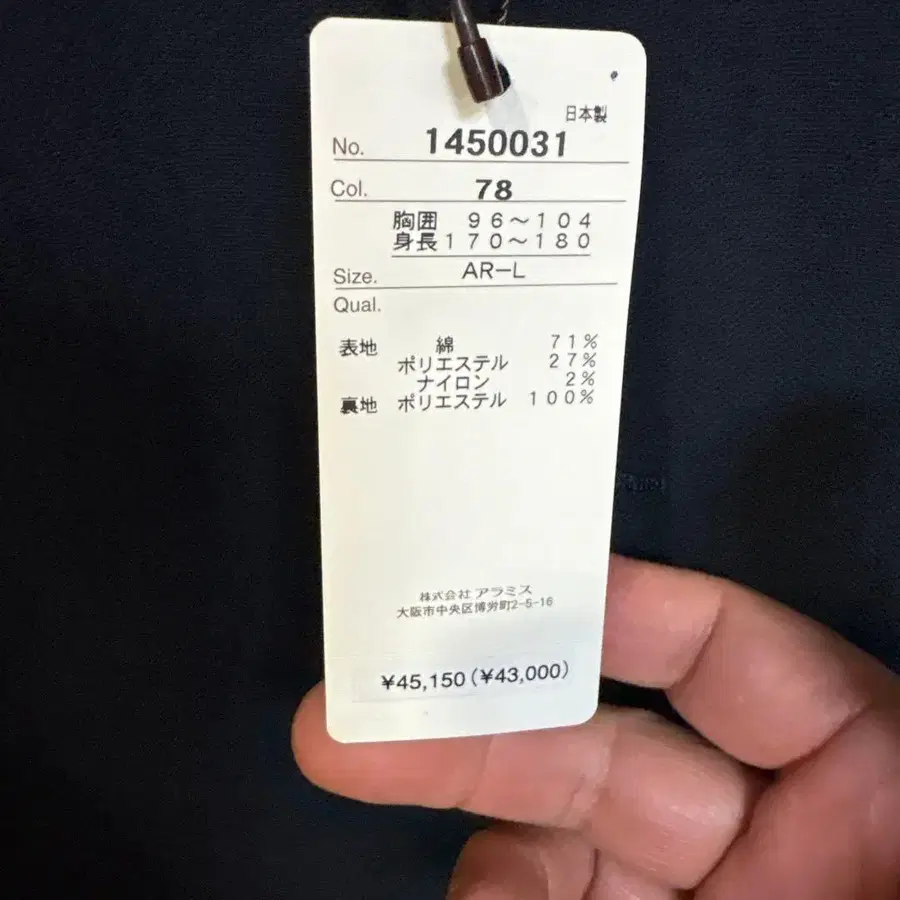 日本製
No. 1450031
Col. 78
胸囲 96〜104
身長170〜180
Size. AR-L
Qual.
表地 綿 71%
ポリエステル 27%
ナイロン 2%
裏地 ポリエステル 100%
株式会社 アラミス
大阪市中央区博労町2-5-16
¥45,150(¥43,000)